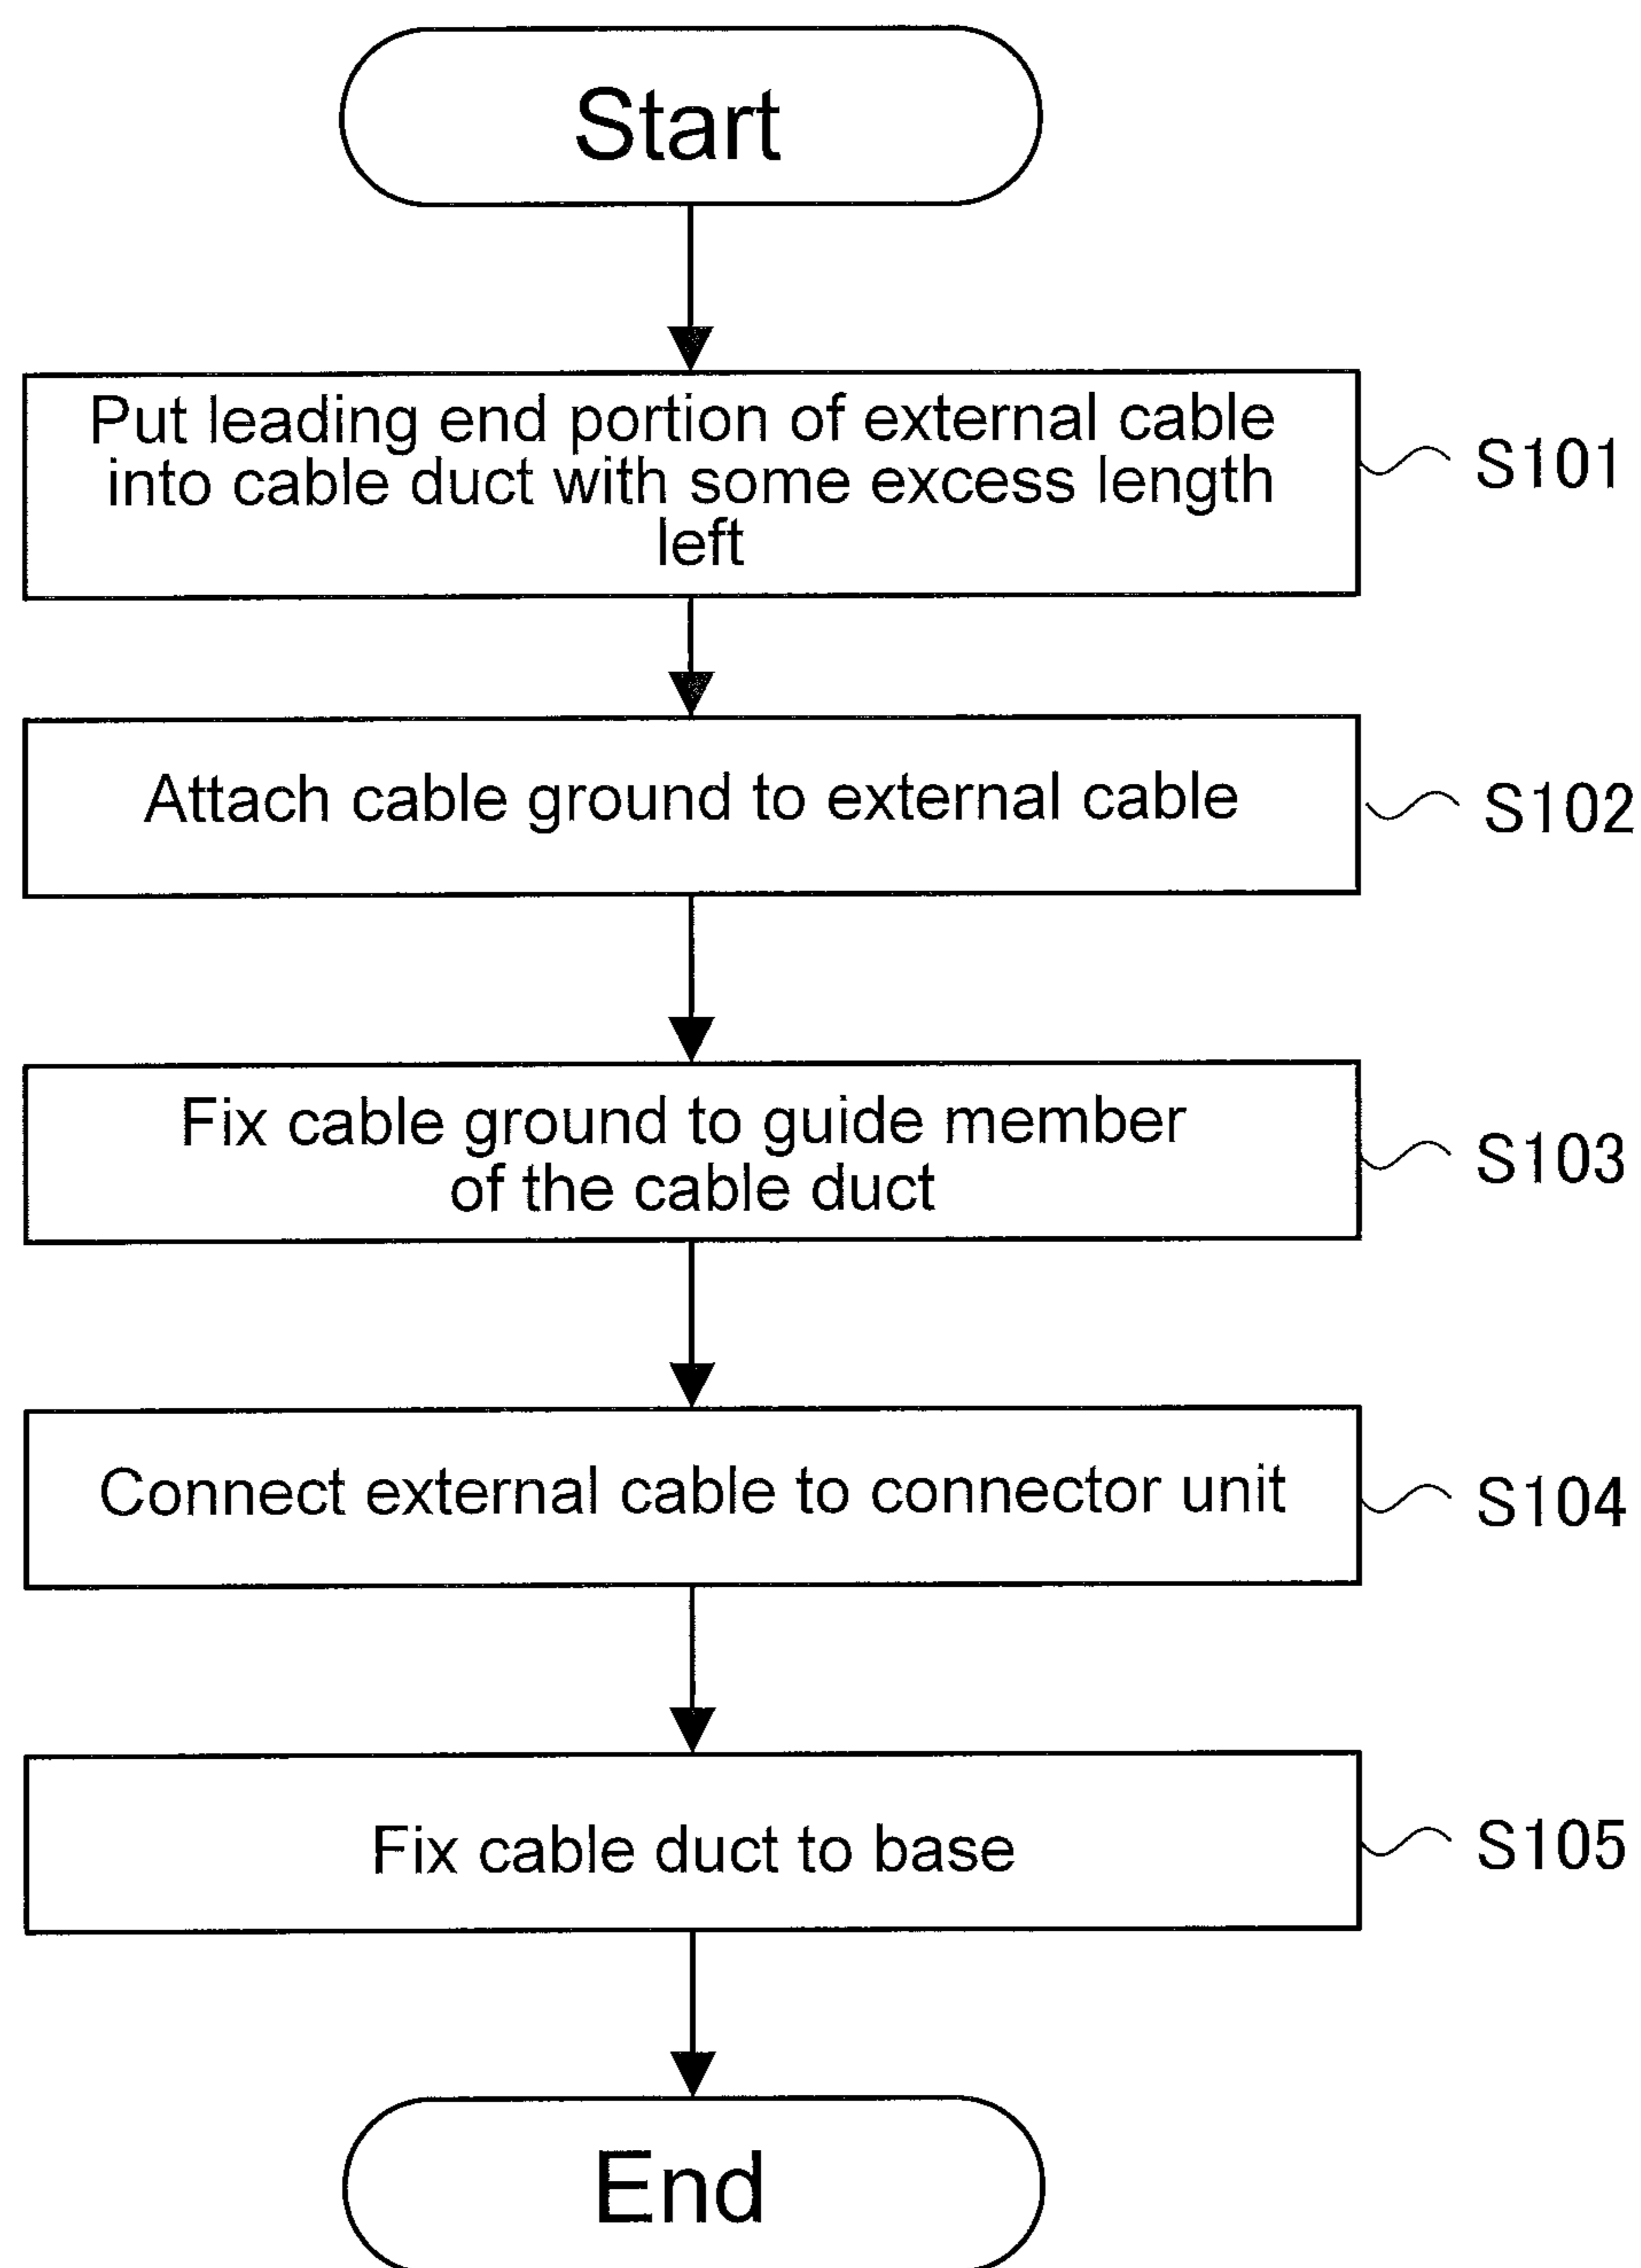 Start
Put leading end portion of external cable
into cable duct with some excess length
left
S101
Attach cable ground to external cable
S102
Fix cable ground to guide member
of the cable duct
S103
Connect external cable to connector unit
S104
Fix cable duct to base
S105
End